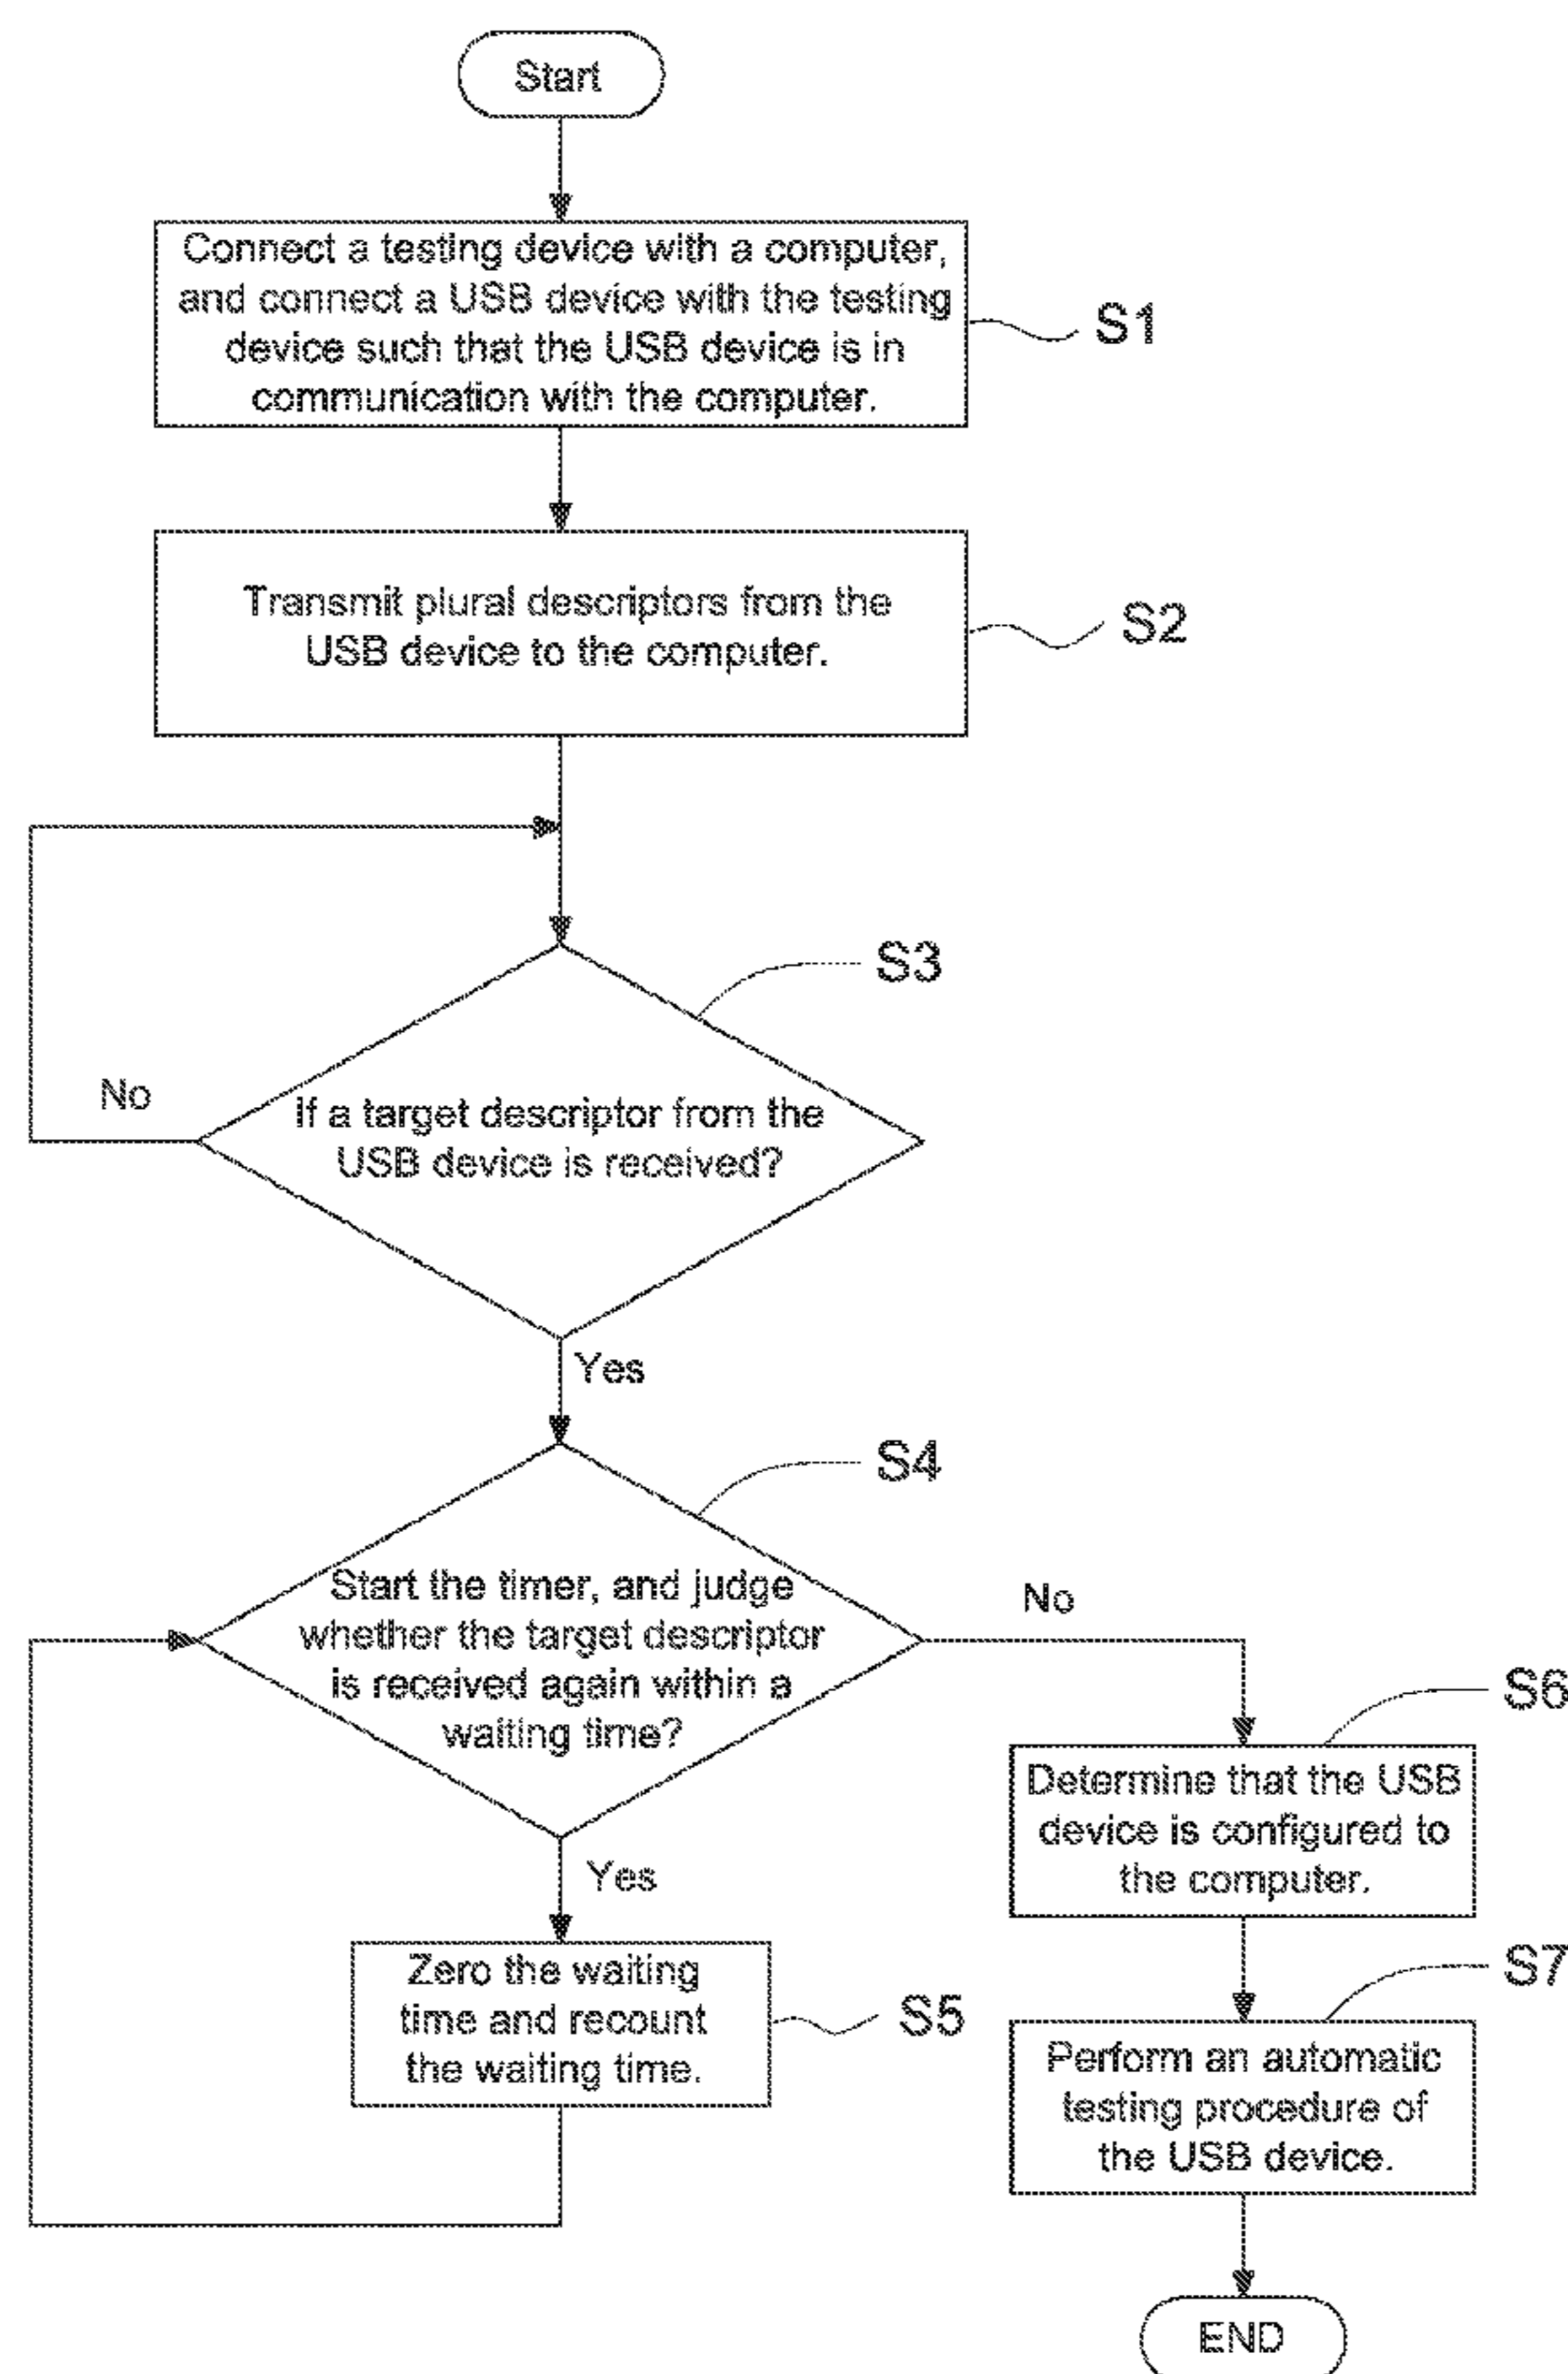 Start
Connect a testing device with a computer,
and connect a USB device with the testing
device such that the USB device is in
communication with the computer.
S1
Transmit plural descriptors from the
USB device to the computer.
S2
S3
No
If a target descriptor from the
USB device is received?
Yes
S4
Start the timer, and judge
whether the target descriptor
is received again within a
waiting time?
No
S6
Determine that the USB
device is configured to
the computer.
Yes
Zero the waiting
time and recount
the waiting time.
S5
S7
Perform an automatic
testing procedure of
the USB device.
END